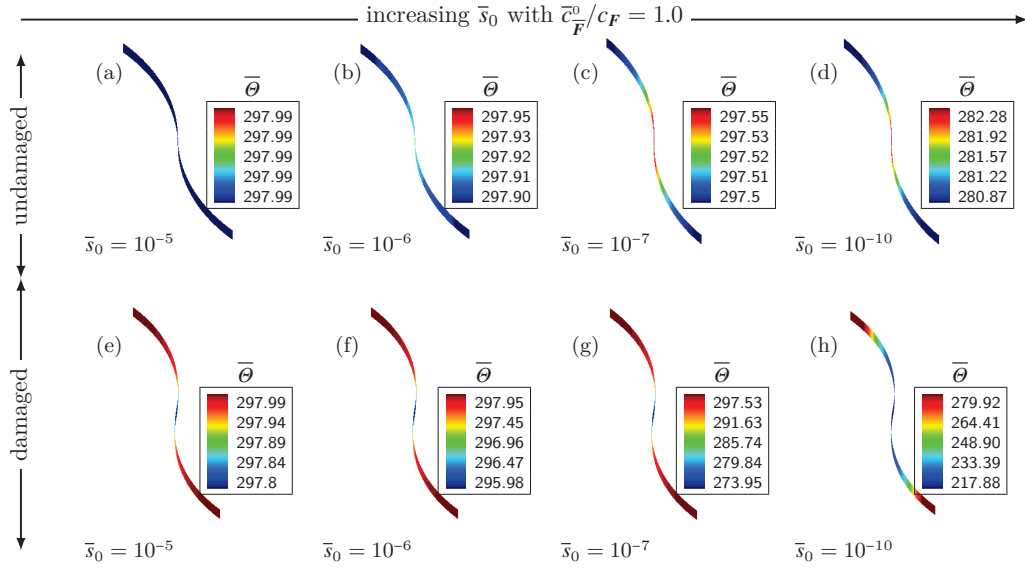 increasing s̅₀ with c̅⁰_F̅/c_F = 1.0
undamaged
(a)
Θ̅
297.99
297.99
297.99
297.99
297.99
s̅₀ = 10⁻⁵
(b)
Θ̅
297.95
297.93
297.92
297.91
297.90
s̅₀ = 10⁻⁶
(c)
Θ̅
297.55
297.53
297.52
297.51
297.5
s̅₀ = 10⁻⁷
(d)
Θ̅
282.28
281.92
281.57
281.22
280.87
s̅₀ = 10⁻¹⁰
damaged
(e)
Θ̅
297.99
297.94
297.89
297.84
297.8
s̅₀ = 10⁻⁵
(f)
Θ̅
297.95
297.45
296.96
296.47
295.98
s̅₀ = 10⁻⁶
(g)
Θ̅
297.53
291.63
285.74
279.84
273.95
s̅₀ = 10⁻⁷
(h)
Θ̅
279.92
264.41
248.90
233.39
217.88
s̅₀ = 10⁻¹⁰